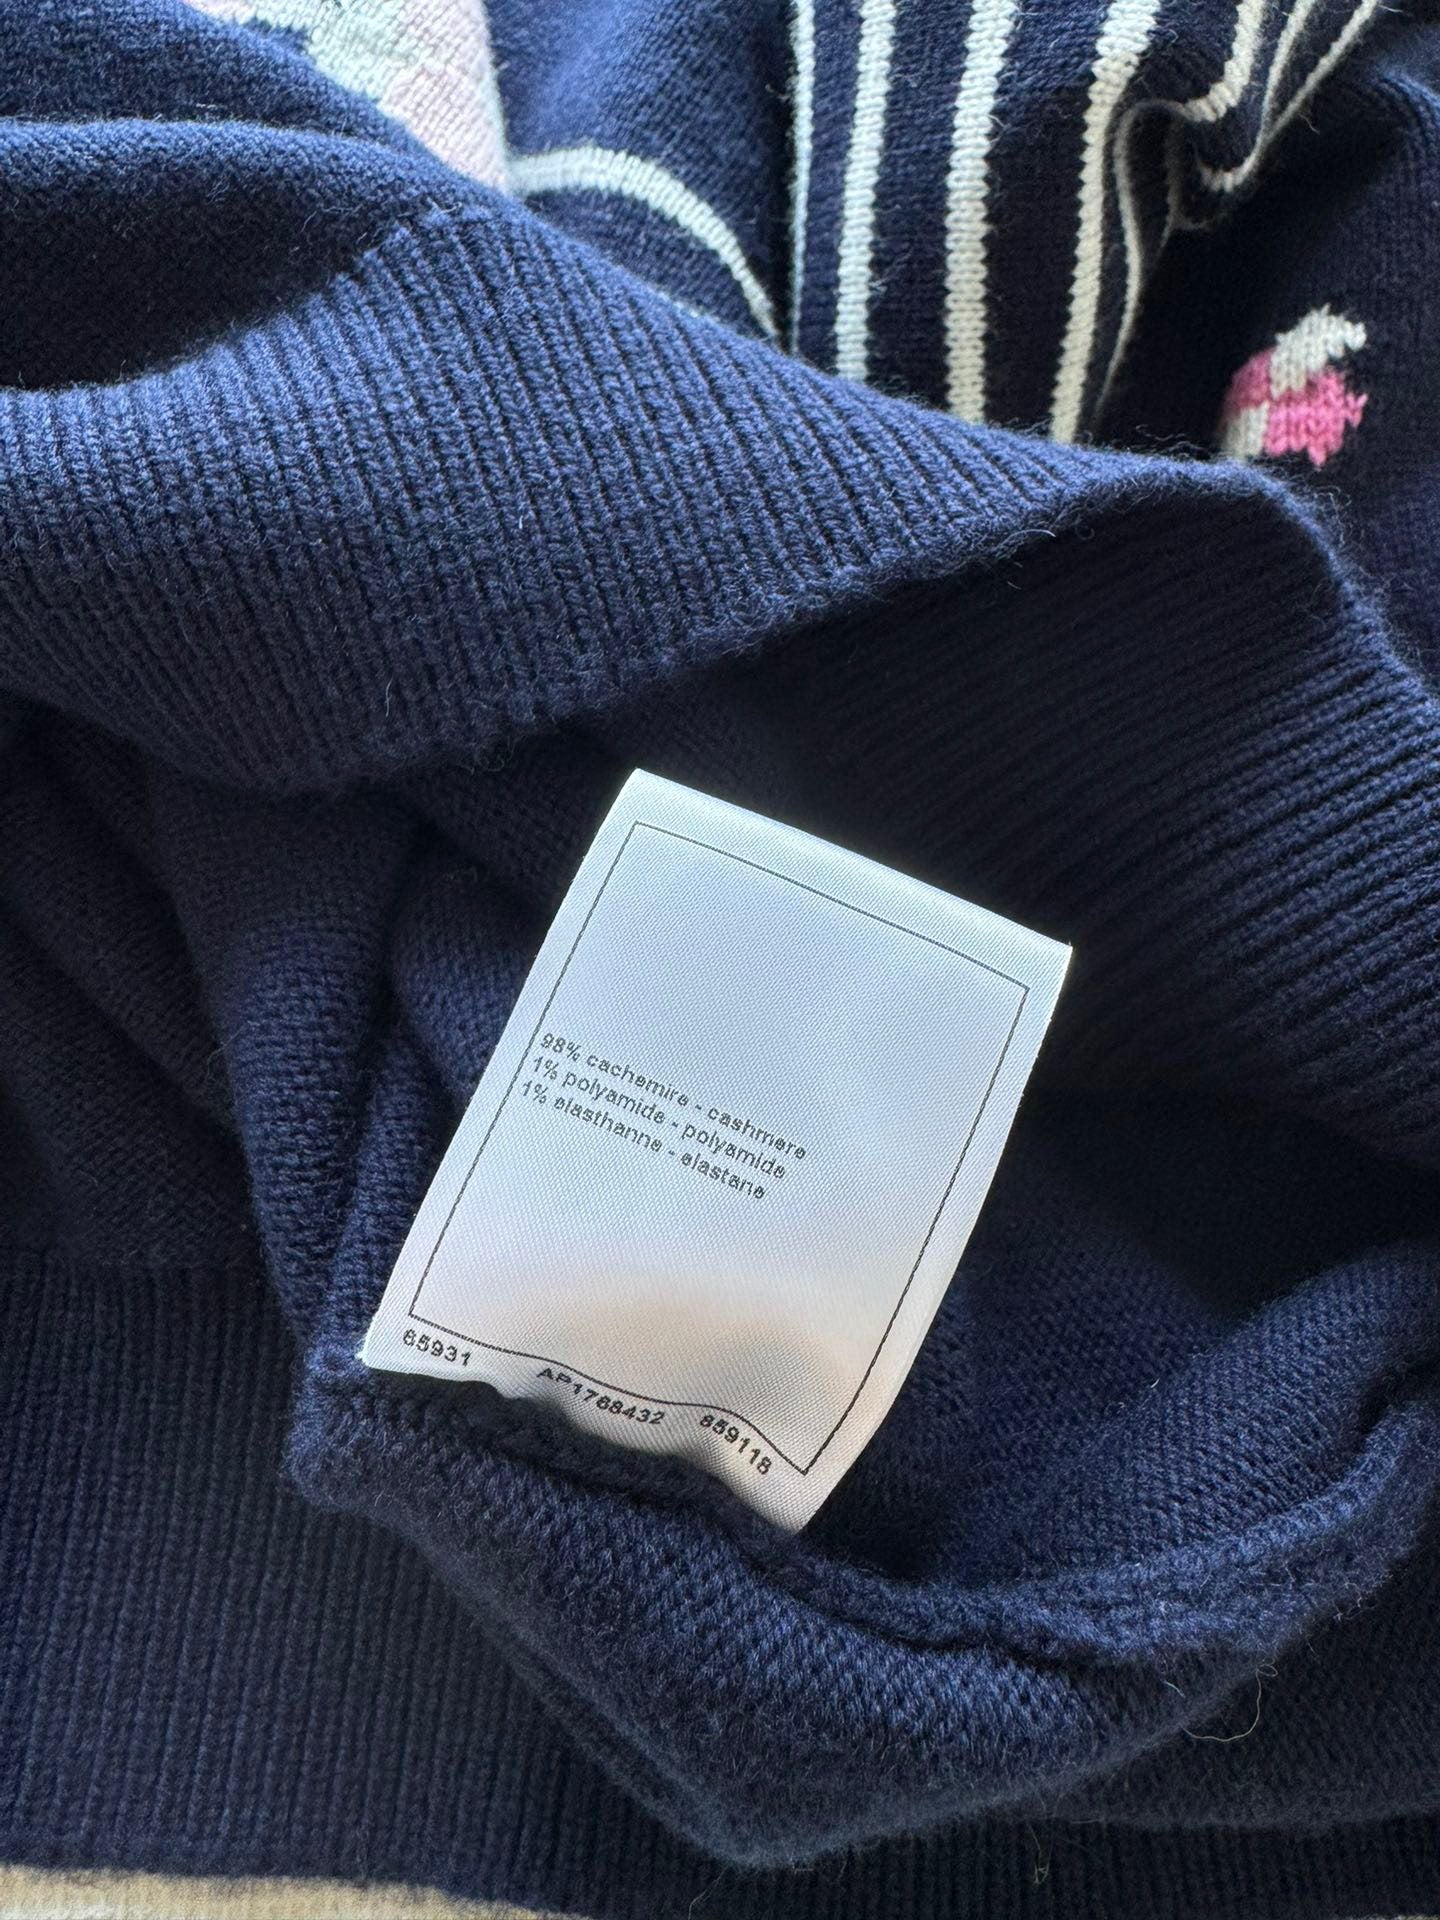 98% cachemire - cashmere
1% polyamide - polyamide
1% elasthanne - elastane
65931 AP1768432 859118